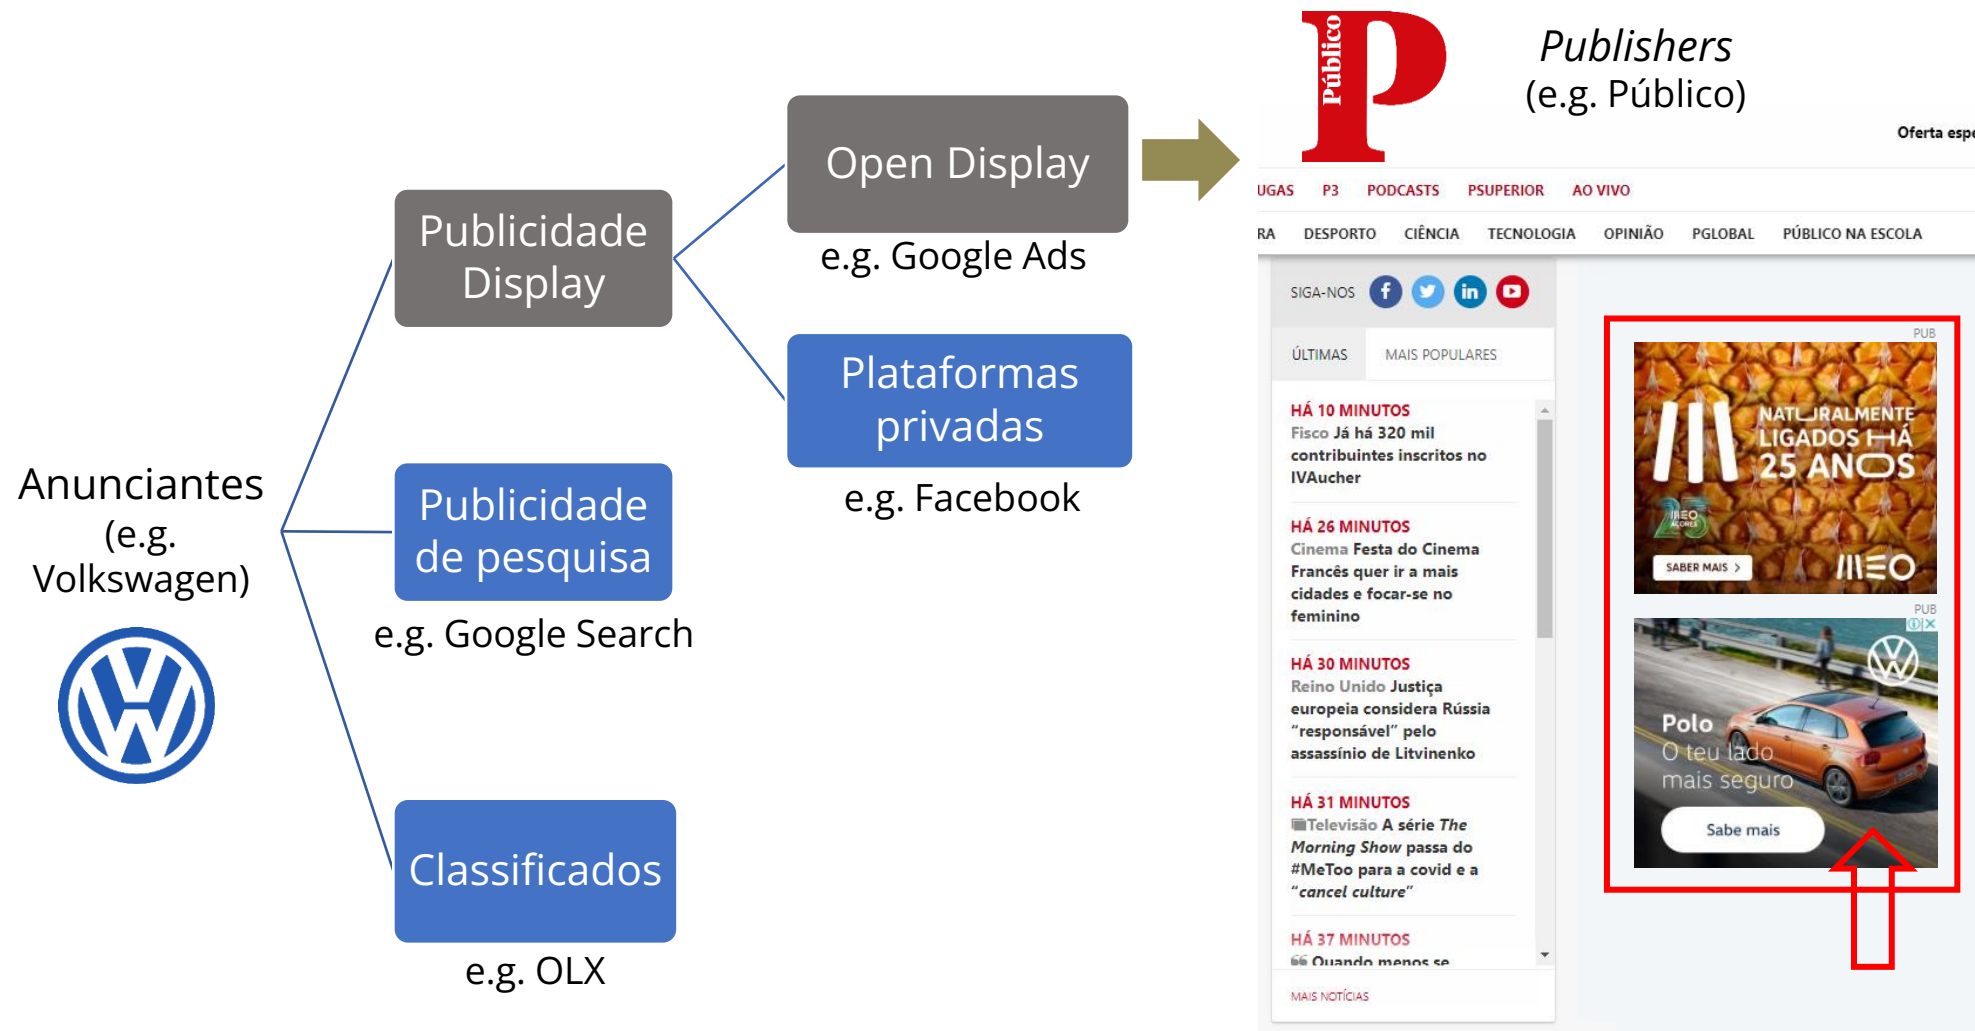 Anunciantes
(e.g.
Volkswagen)
Publicidade
Display
Publicidade
de pesquisa
e.g. Google Search
Classificados
e.g. OLX
Open Display
e.g. Google Ads
Plataformas
privadas
e.g. Facebook
Público
Publishers
(e.g. Público)
Oferta espe
UGAS P3 PODCASTS PSUPERIOR AO VIVO
RA DESPORTO CIÊNCIA TECNOLOGIA OPINIÃO PGLOBAL PÚBLICO NA ESCOLA
SIGA-NOS
ÚLTIMAS MAIS POPULARES
HÁ 10 MINUTOS
Fisco Já há 320 mil
contribuintes inscritos no
IVAucher
HÁ 26 MINUTOS
Cinema Festa do Cinema
Francês quer ir a mais
cidades e focar-se no
feminino
HÁ 30 MINUTOS
Reino Unido Justiça
europeia considera Rússia
“responsável” pelo
assassínio de Litvinenko
HÁ 31 MINUTOS
Televisão A série The
Morning Show passa do
#MeToo para a covid e a
“cancel culture”
HÁ 37 MINUTOS
Quando menos se
MAIS NOTÍCIAS
PUB
NATURALMENTE
LIGADOS HÁ
25 ANOS
25
MEO
AÇORES
SABER MAIS >
MEO
PUB
Polo
O teu lado
mais seguro
Sabe mais